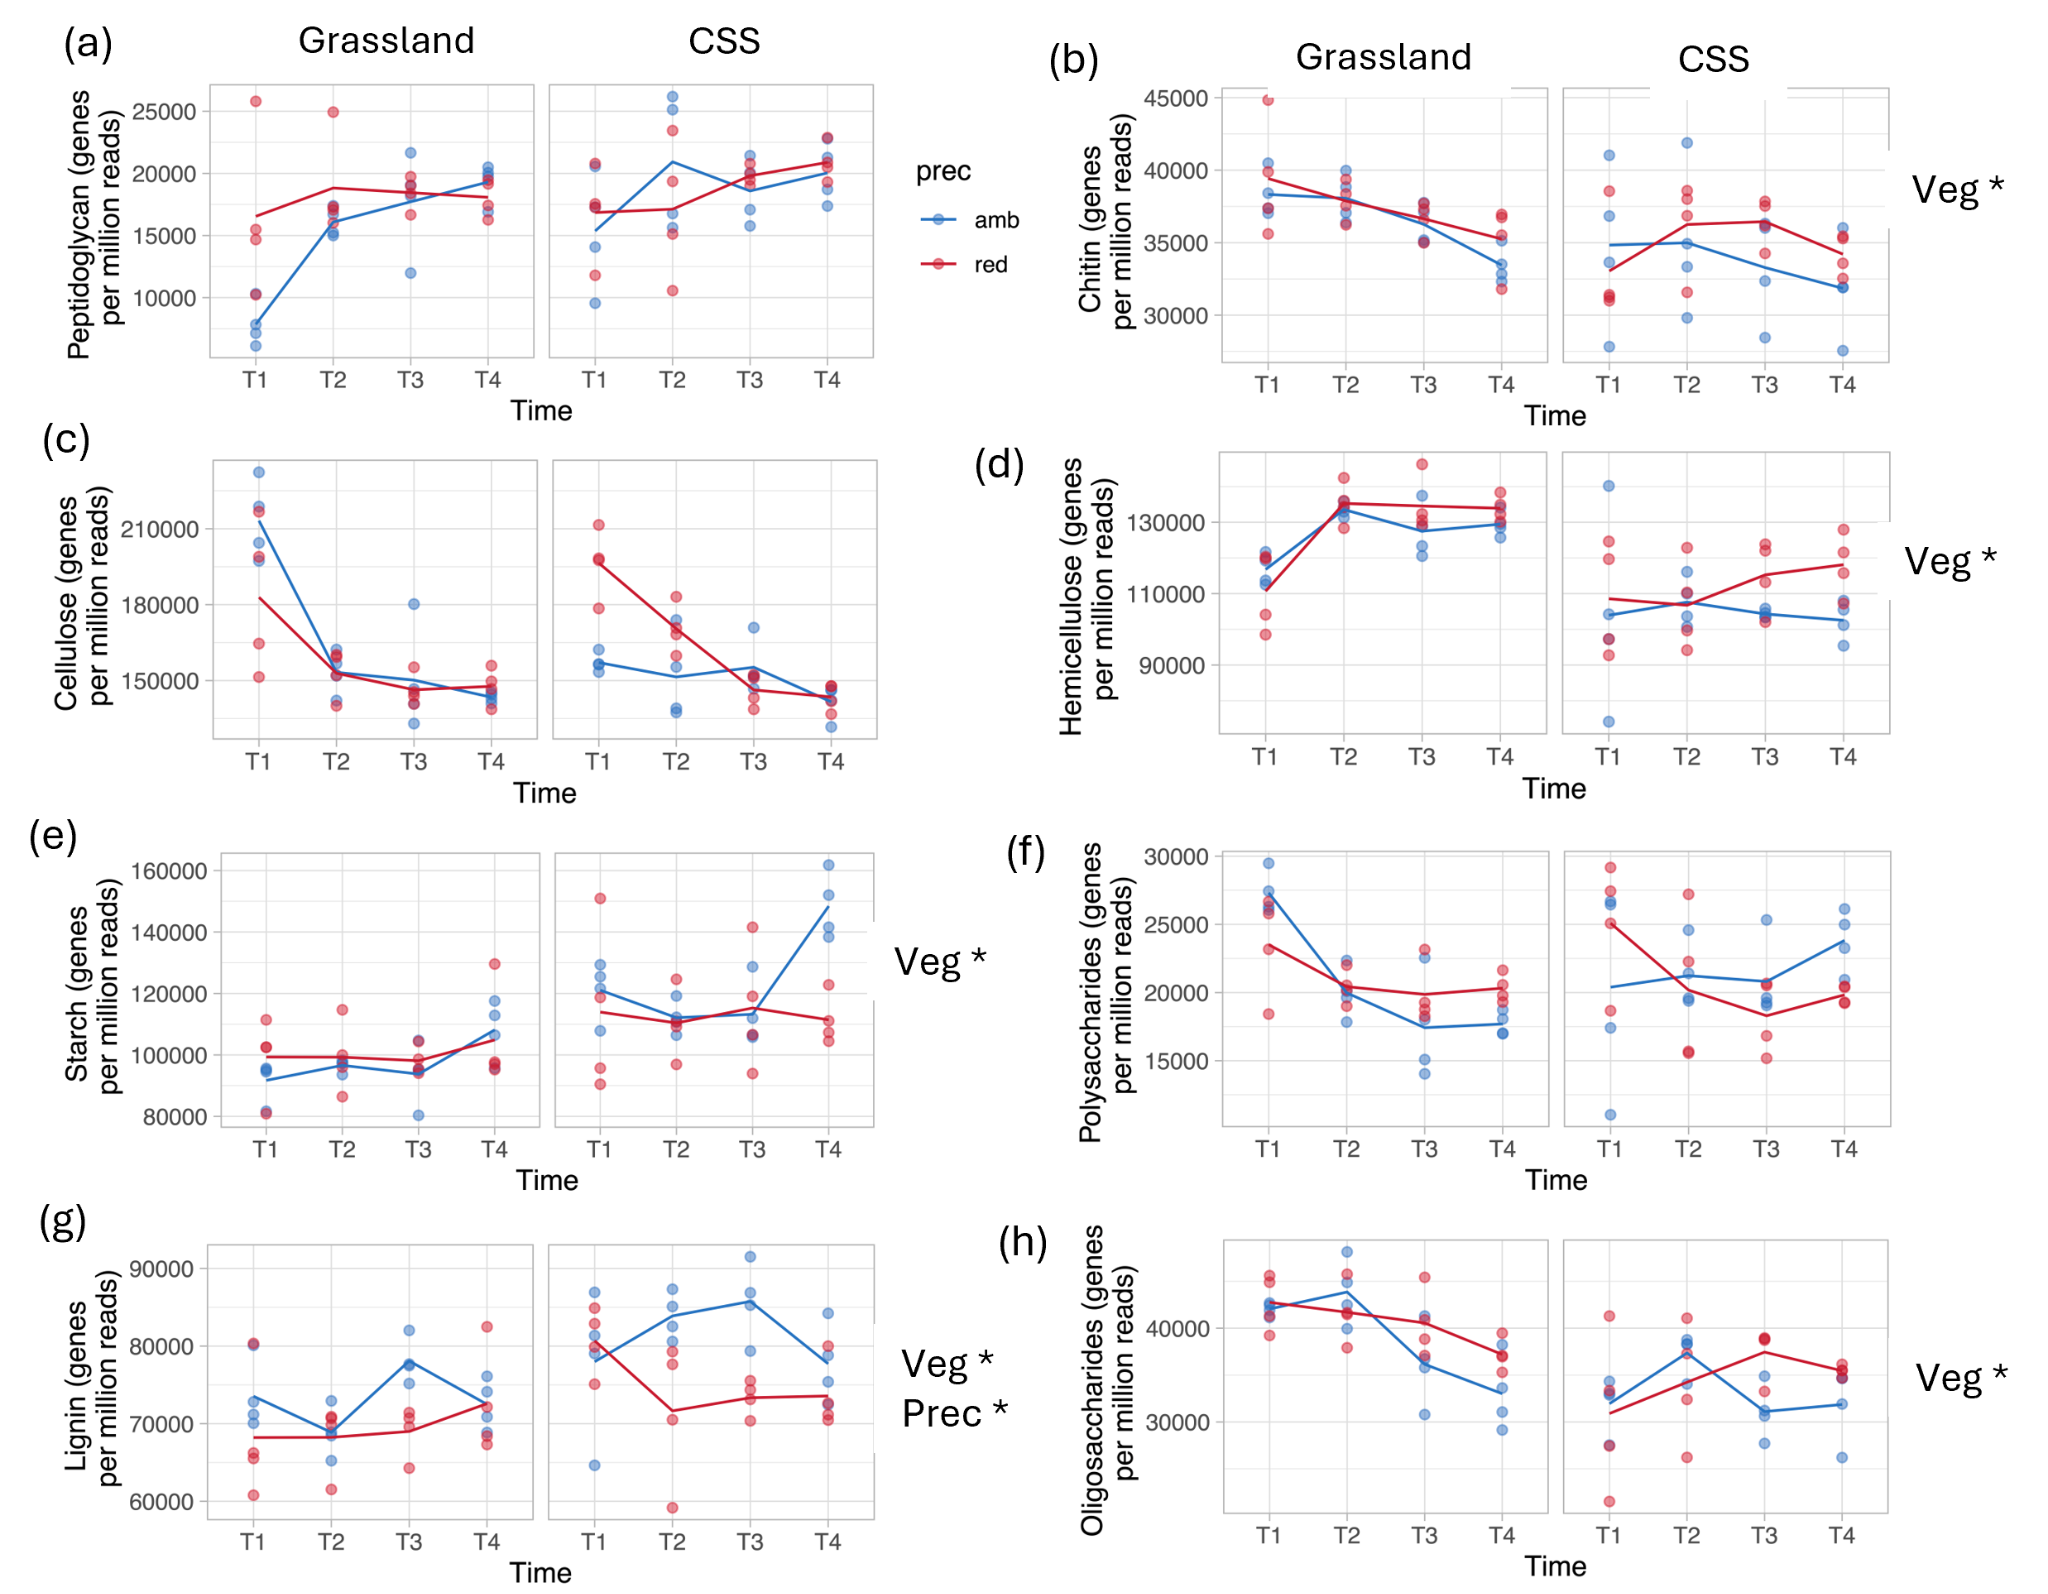 (a)
Grassland
CSS
Peptidoglycan (genes
per million reads)
25000
20000
15000
10000
T1 T2 T3 T4
T1 T2 T3 T4
Time
prec
amb
red
(b)
Grassland
CSS
Chitin (genes
per million reads)
45000
40000
35000
30000
T1 T2 T3 T4
T1 T2 T3 T4
Time
Veg *
(c)
Cellulose (genes
per million reads)
210000
180000
150000
T1 T2 T3 T4
T1 T2 T3 T4
Time
(d)
Hemicellulose (genes
per million reads)
130000
110000
90000
T1 T2 T3 T4
T1 T2 T3 T4
Time
Veg *
(e)
Starch (genes
per million reads)
160000
140000
120000
100000
80000
T1 T2 T3 T4
T1 T2 T3 T4
Time
Veg *
(f)
Polysaccharides (genes
per million reads)
30000
25000
20000
15000
T1 T2 T3 T4
T1 T2 T3 T4
Time
(g)
Lignin (genes
per million reads)
90000
80000
70000
60000
T1 T2 T3 T4
T1 T2 T3 T4
Time
Veg *
Prec *
(h)
Oligosaccharides (genes
per million reads)
40000
30000
T1 T2 T3 T4
T1 T2 T3 T4
Time
Veg *